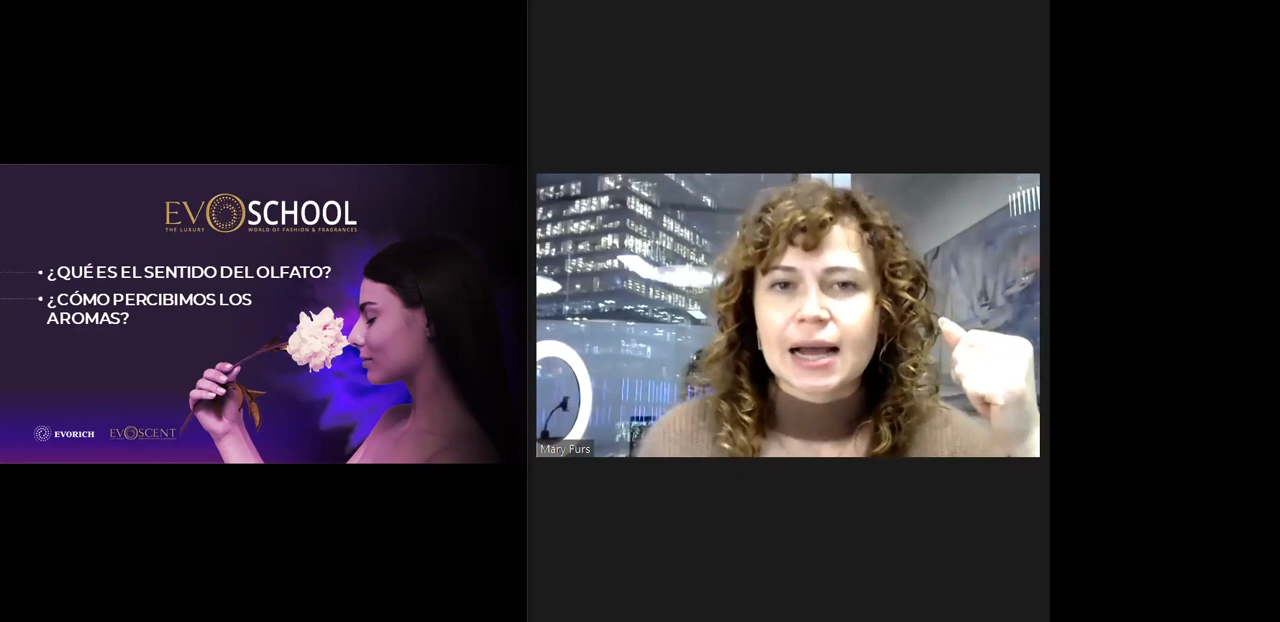 EVOSCHOOL
THE LUXURY WORLD OF FASHION & FRAGRANCES
• ¿QUÉ ES EL SENTIDO DEL OLFATO?
• ¿CÓMO PERCIBIMOS LOS
AROMAS?
EVORICH EVOSCENT
Mary Furs